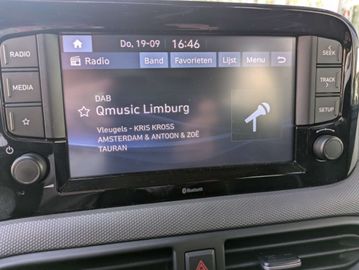 Do, 19-09 16:46
RADIO
MEDIA
SEEK
TRACK
SETUP
Radio Band Favorieten Lijst Menu
DAB
Qmusic Limburg
Vleugels - KRIS KROSS
AMSTERDAM & ANTOON & ZOË
TAURAN
Bluetooth